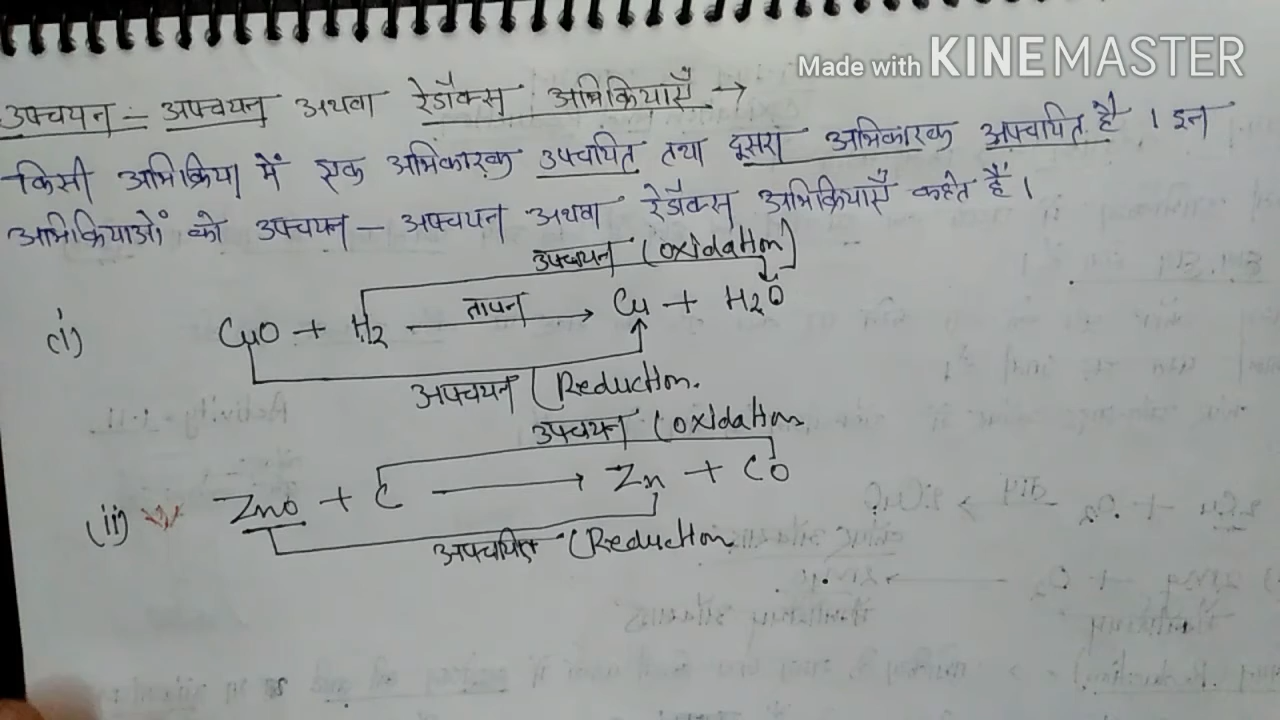 Made with KINEMASTER
उपचयन - अपचयन अथवा रेडॉक्स अभिक्रियाएँ →
किसी अभिक्रिया में एक अभिकारक उपचयित तथा दूसरा अभिकारक अपचयित है । इन
अभिक्रियाओं को उपचयन – अपचयन अथवा रेडॉक्स अभिक्रियाएँ कहते हैं ।
उपचयन (Oxidation)
(i) CuO + H2 तापन → Cu + H2O
अपचयन (Reduction.
उपचयन (Oxidation
(ii) ZnO + C → Zn + CO
अपचयित (Reduction